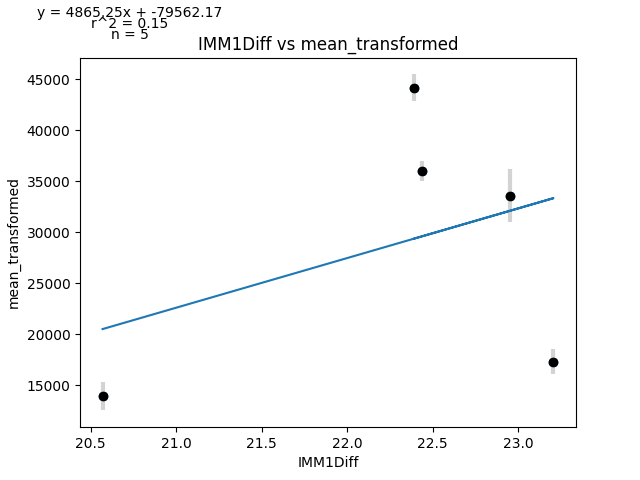 y = 4865.25x + -79562.17
r^2 = 0.15
n = 5
IMM1Diff vs mean_transformed
45000
40000
35000
30000
25000
20000
15000
mean_transformed
20.5 21.0 21.5 22.0 22.5 23.0
IMM1Diff